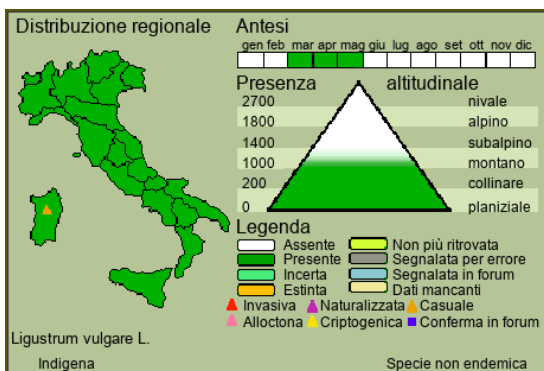 Distribuzione regionale
Antesi
gen feb mar apr mag giu lug ago set ott nov dic
Presenza altitudinale
2700 nivale
1800 alpino
1400 subalpino
1000 montano
200 collinare
0 planiziale
Legenda
Assente Non più ritrovata
Presente Segnalata per errore
Incerta Segnalata in forum
Estinta Dati mancanti
Invasiva Naturalizzata Casuale
Alloctona Criptogenica Conferma in forum
Ligustrum vulgare L.
Indigena Specie non endemica